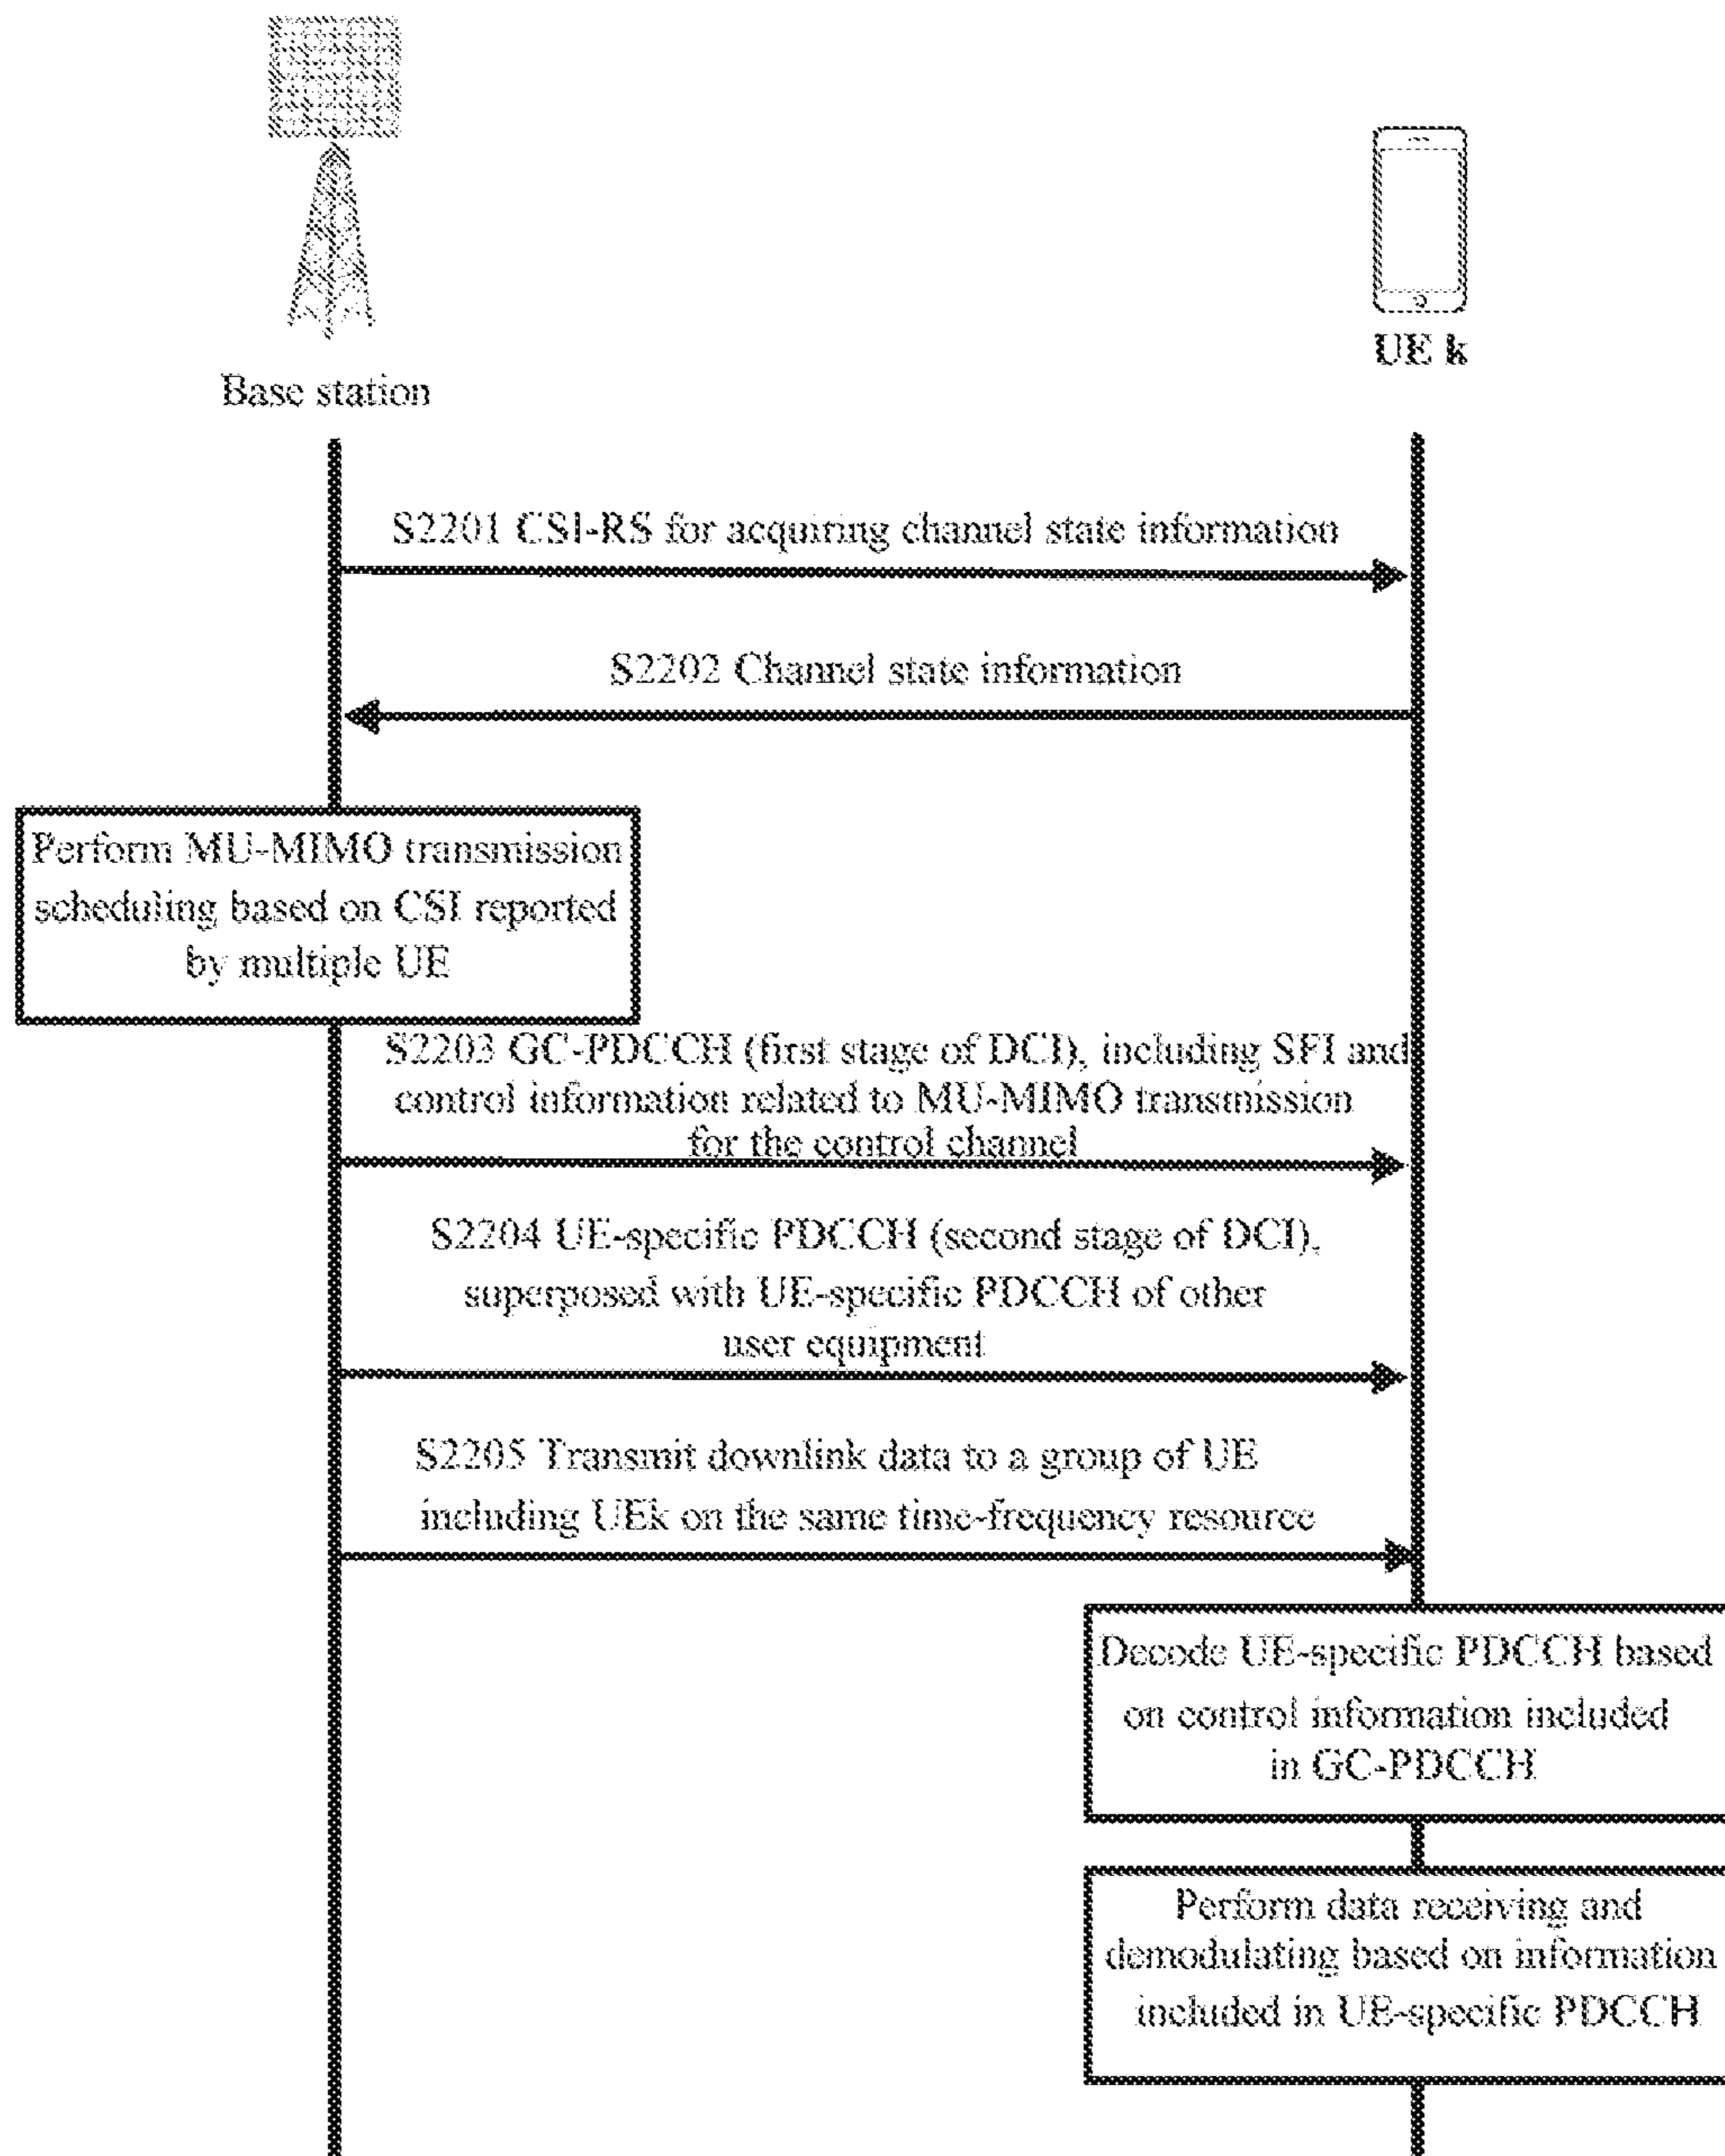 UE k
Base station
S2201 CSI-RS for acquiring channel state information
S2202 Channel state information
Perform MU-MIMO transmission
scheduling based on CSI reported
by multiple UE
S2203 GC-PDCCH (first stage of DCI), including SFI and
control information related to MU-MIMO transmission
for the control channel
S2204 UE-specific PDCCH (second stage of DCI),
superposed with UE-specific PDCCH of other
user equipment
S2205 Transmit downlink data to a group of UE
including UEk on the same time-frequency resource
Decode UE-specific PDCCH based
on control information included
in GC-PDCCH
Perform data receiving and
demodulating based on information
included in UE-specific PDCCH